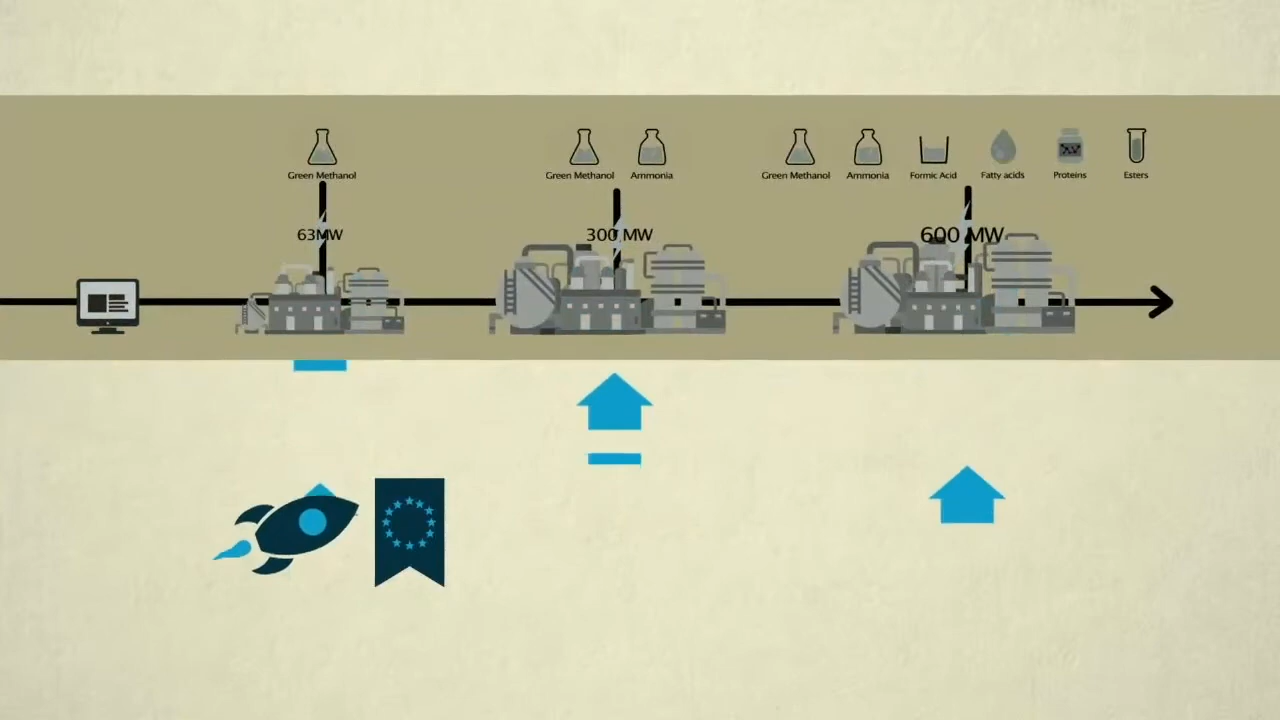 Green Methanol
Green Methanol Ammonia
Green Methanol Ammonia Formic Acid Fatty acids Proteins Esters
63MW
300 MW
600 MW